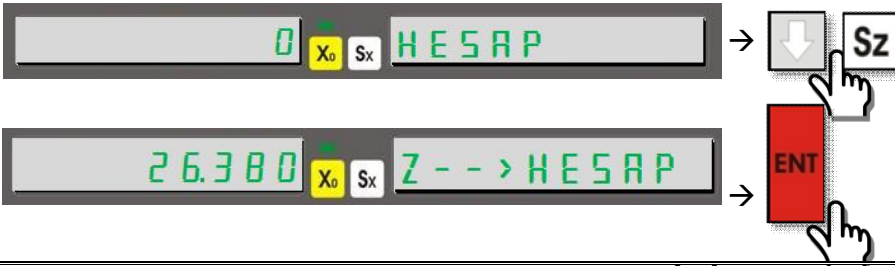 0 X₀ Sx HESAP → Sz
26.380 X₀ Sx Z-->HESAP → ENT